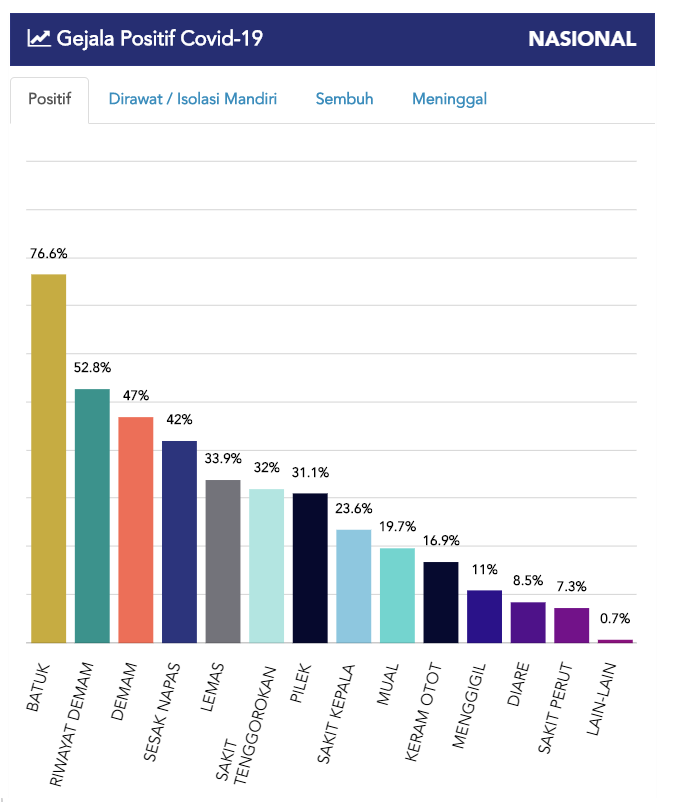 Gejala Positif Covid-19
NASIONAL
Positif
Dirawat / Isolasi Mandiri
Sembuh
Meninggal
76.6%
52.8%
47%
42%
33.9%
32%
31.1%
23.6%
19.7%
16.9%
11%
8.5%
7.3%
0.7%
BATUK
RIWAYAT DEMAM
DEMAM
SESAK NAPAS
LEMAS
SAKIT
TENGGOROKAN
PILEK
SAKIT KEPALA
MUAL
KERAM OTOT
MENGGIGIL
DIARE
SAKIT PERUT
LAIN-LAIN